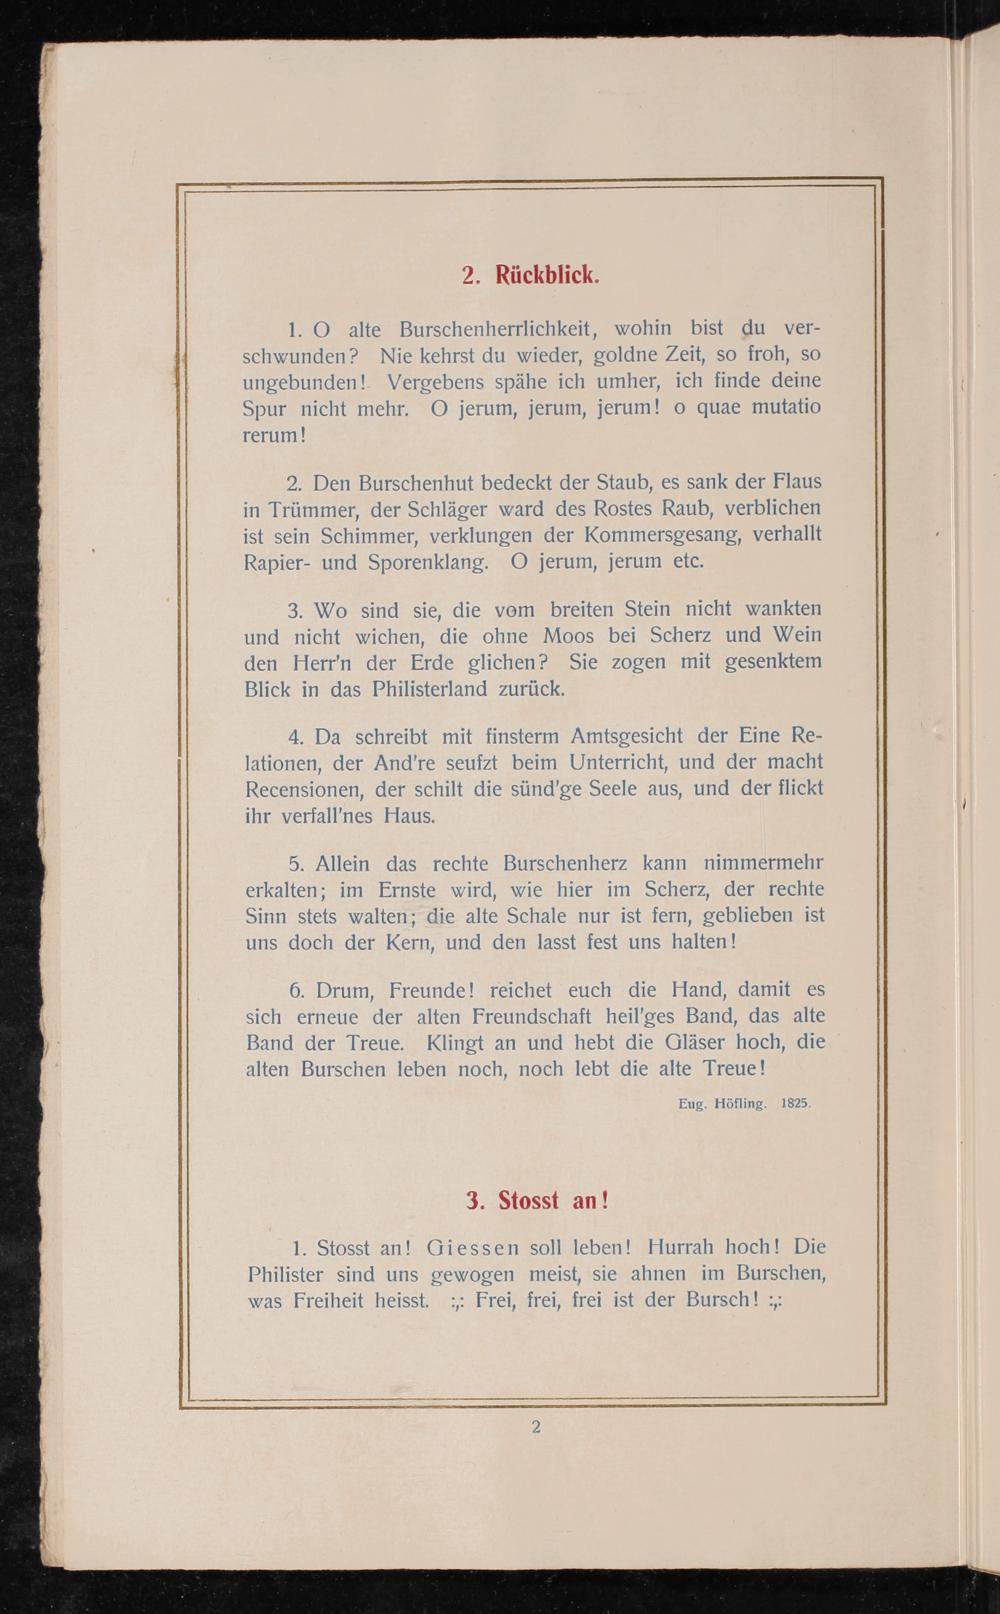 2. Rückblick.
1. O alte Burschenherrlichkeit, wohin bist du ver-
schwunden? Nie kehrst du wieder, goldne Zeit, so froh, so
ungebunden! Vergebens spähe ich umher, ich finde deine
Spur nicht mehr. O jerum, jerum, jerum! o quae mutatio
rerum!
2. Den Burschenhut bedeckt der Staub, es sank der Flaus
in Trümmer, der Schläger ward des Rostes Raub, verblichen
ist sein Schimmer, verklungen der Kommersgesang, verhallt
Rapier- und Sporenklang. O jerum, jerum etc.
3. Wo sind sie, die vom breiten Stein nicht wankten
und nicht wichen, die ohne Moos bei Scherz und Wein
den Herr'n der Erde glichen? Sie zogen mit gesenktem
Blick in das Philisterland zurück.
4. Da schreibt mit finsterm Amtsgesicht der Eine Re-
lationen, der And're seufzt beim Unterricht, und der macht
Recensionen, der schilt die sünd'ge Seele aus, und der flickt
ihr verfall'nes Haus.
5. Allein das rechte Burschenherz kann nimmermehr
erkalten; im Ernste wird, wie hier im Scherz, der rechte
Sinn stets walten; die alte Schale nur ist fern, geblieben ist
uns doch der Kern, und den lasst fest uns halten!
6. Drum, Freunde! reichet euch die Hand, damit es
sich erneue der alten Freundschaft heil'ges Band, das alte
Band der Treue. Klingt an und hebt die Gläser hoch, die
alten Burschen leben noch, noch lebt die alte Treue!
Eug. Höfling. 1825.
3. Stosst an!
1. Stosst an! Giessen soll leben! Hurrah hoch! Die
Philister sind uns gewogen meist, sie ahnen im Burschen,
was Freiheit heisst. :,: Frei, frei, frei ist der Bursch! :,:
2